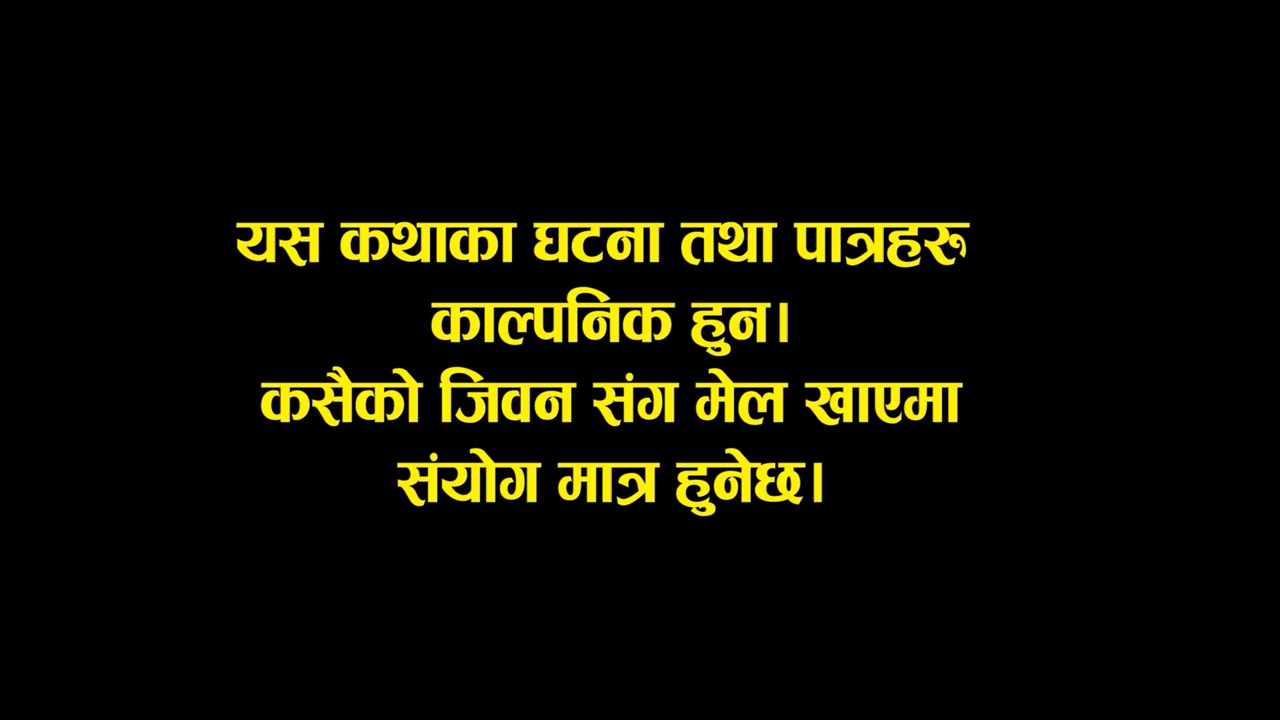 यस कथाका घटना तथा पात्रहरू
काल्पनिक हुन।
कसैको जिवन संग मेल खाएमा
संयोग मात्र हुनेछ।